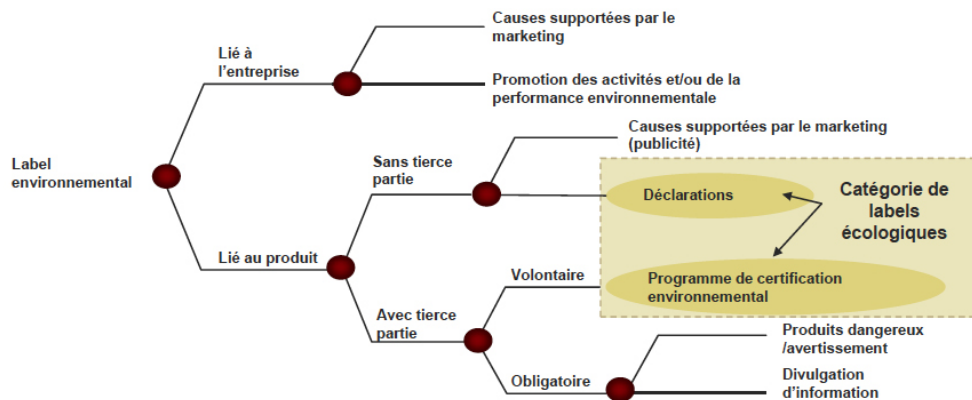 Causes supportées par le
marketing
Lié à
l'entreprise
Promotion des activités et/ou de la
performance environnementale
Label
environnemental
Causes supportées par le marketing
(publicité)
Sans tierce
partie
Déclarations
Catégorie de
labels
écologiques
Lié au produit
Volontaire
Programme de certification
environnemental
Avec tierce
partie
Produits dangereux
/avertissement
Obligatoire
Divulgation
d'information